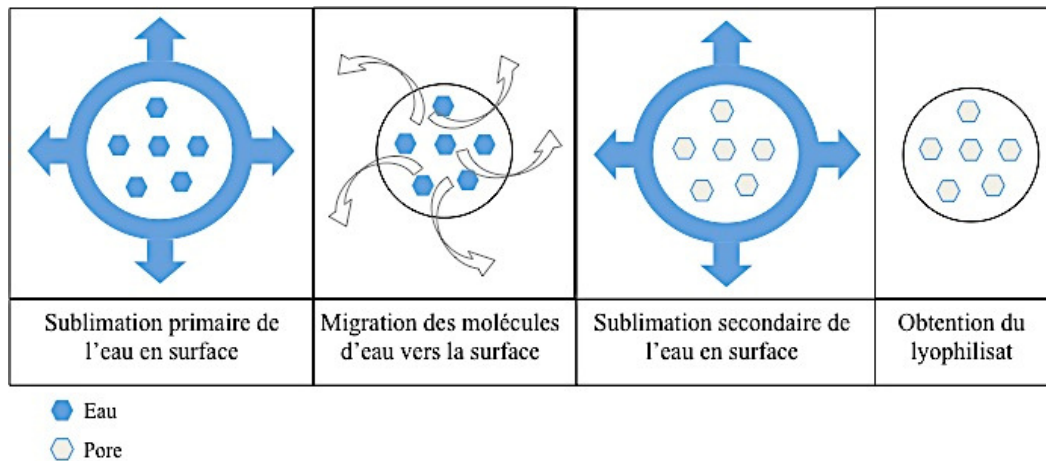 Sublimation primaire de
l’eau en surface
Migration des molécules
d’eau vers la surface
Sublimation secondaire de
l’eau en surface
Obtention du
lyophilisat
Eau
Pore